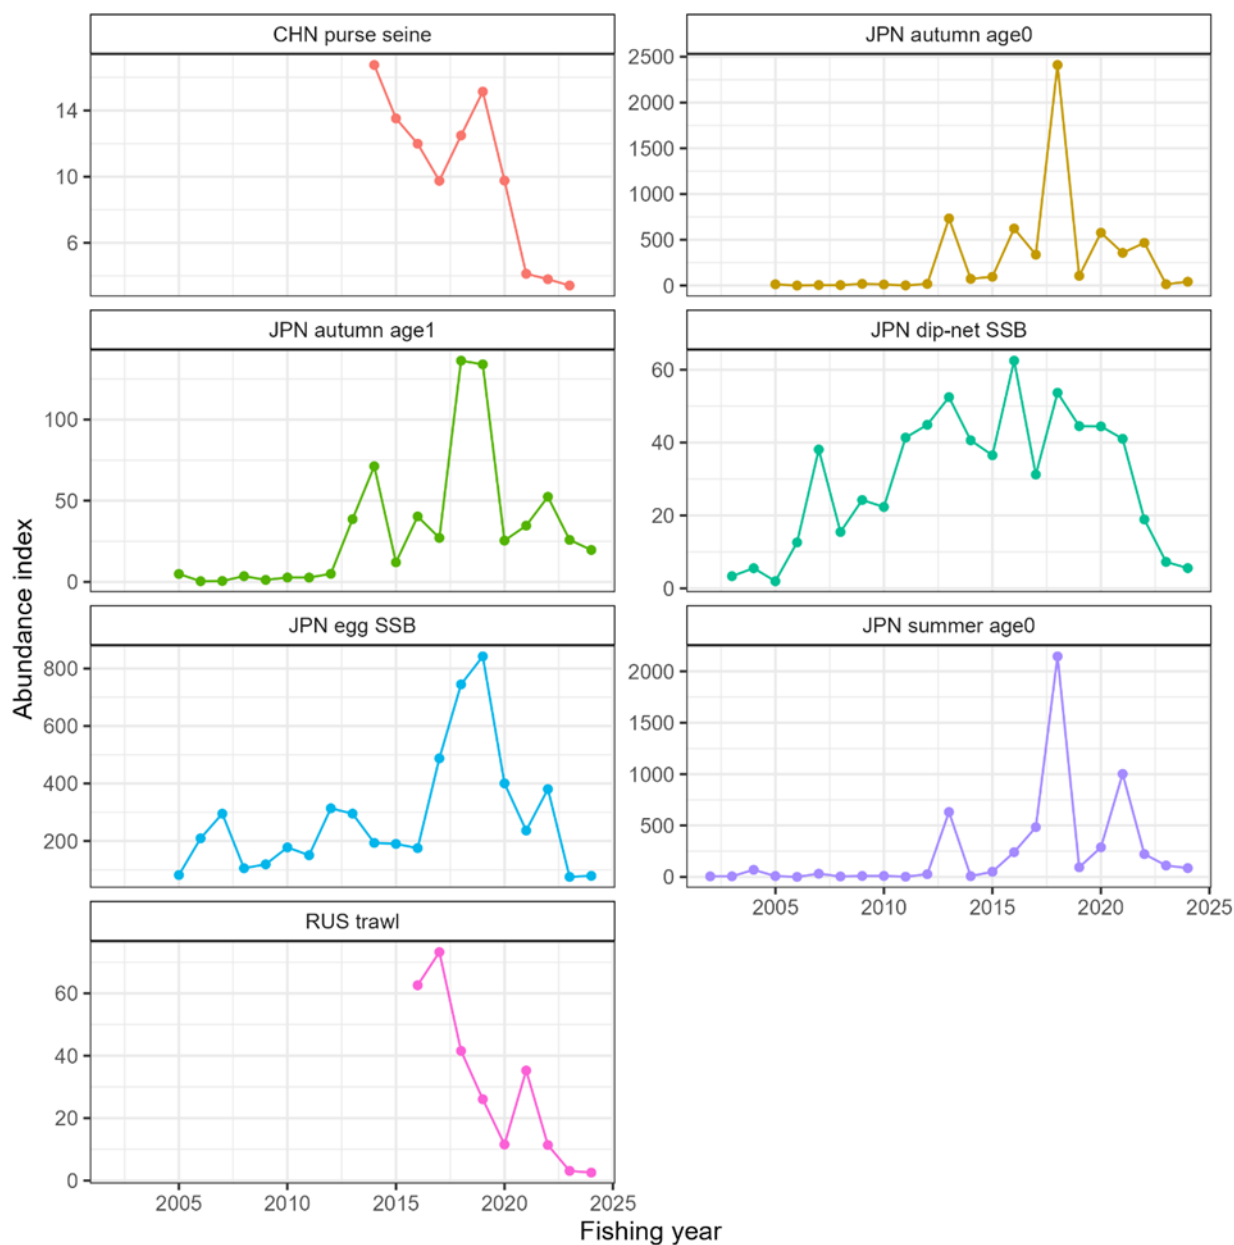 CHN purse seine
14
10
6
JPN autumn age0
2500
2000
1500
1000
500
0
JPN autumn age1
100
50
0
JPN dip-net SSB
60
40
20
0
JPN egg SSB
800
600
400
200
JPN summer age0
2000
1500
1000
500
0
2005 2010 2015 2020 2025
RUS trawl
60
40
20
0
2005 2010 2015 2020 2025
Abundance index
Fishing year